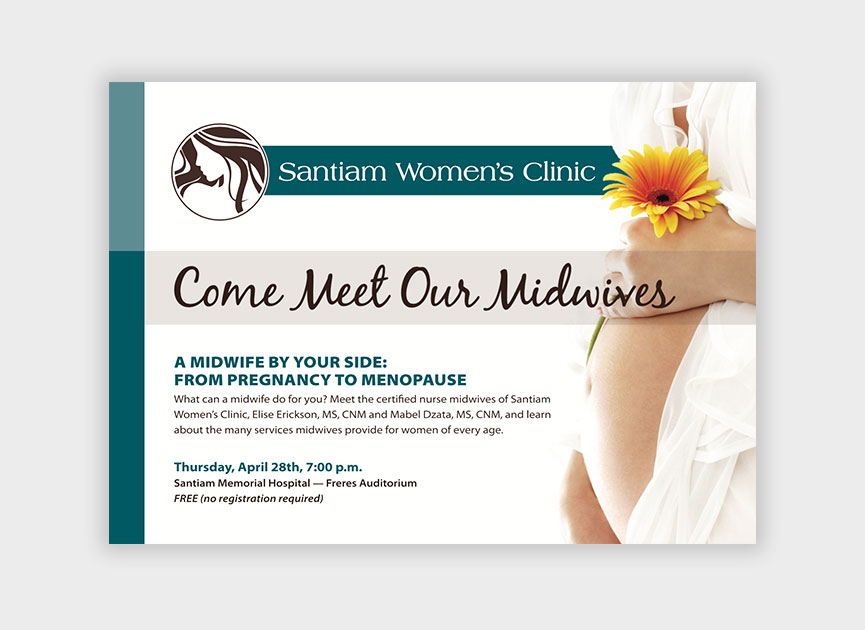 Santiam Women's Clinic
Come Meet Our Midwives
A MIDWIFE BY YOUR SIDE:
FROM PREGNANCY TO MENOPAUSE
What can a midwife do for you? Meet the certified nurse midwives of Santiam
Women's Clinic, Elise Erickson, MS, CNM and Mabel Dzata, MS, CNM, and learn
about the many services midwives provide for women of every age.
Thursday, April 28th, 7:00 p.m.
Santiam Memorial Hospital — Freres Auditorium
FREE (no registration required)